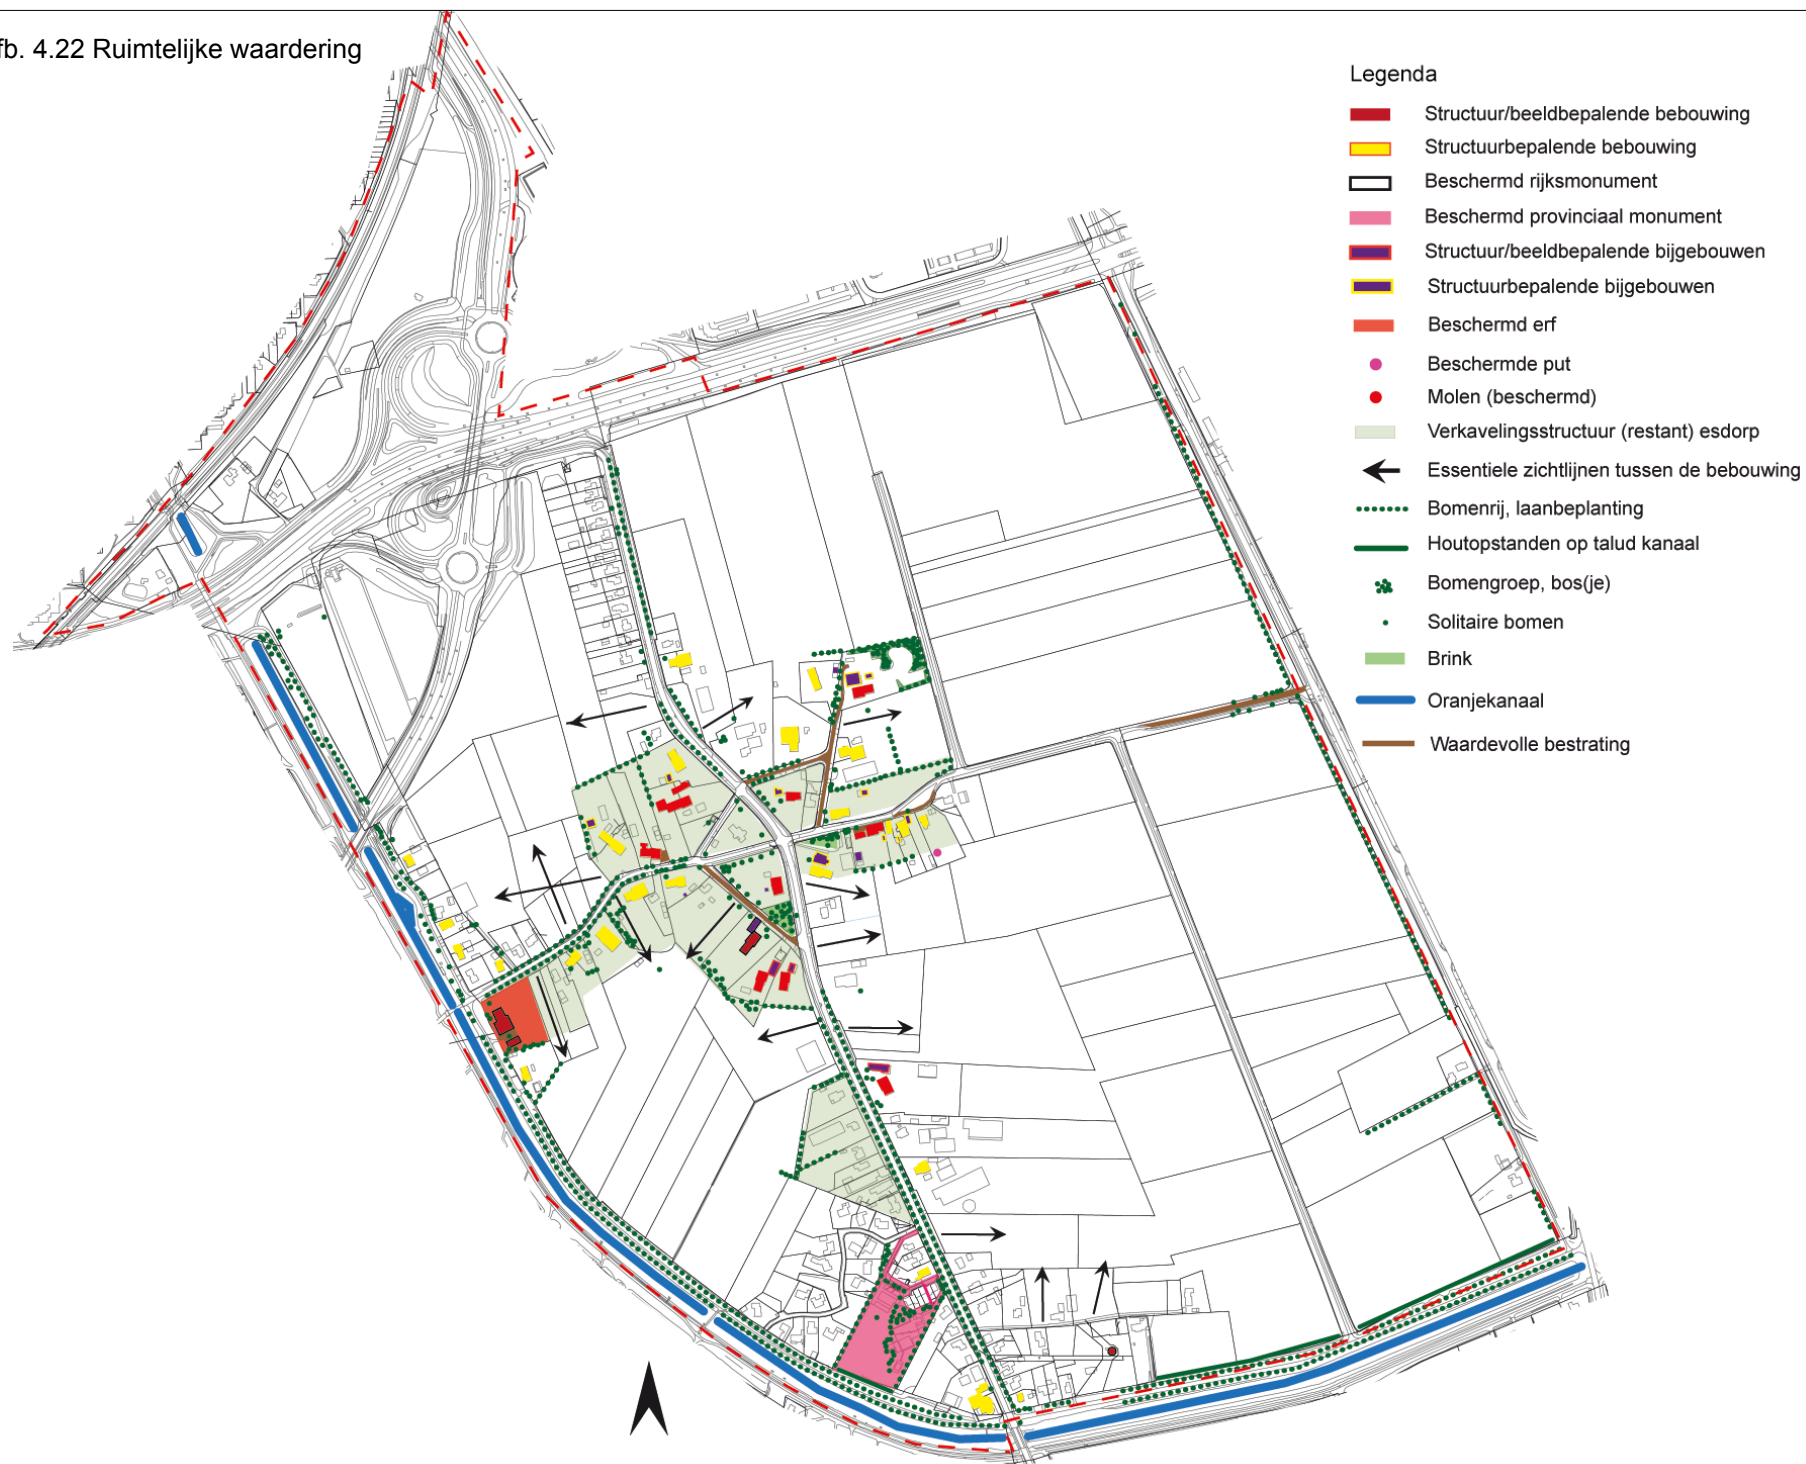 fb. 4.22 Ruimtelijke waardering
Legenda
Structuur/beeldbepalende bebouwing
Structuurbepalende bebouwing
Beschermd rijksmonument
Beschermd provinciaal monument
Structuur/beeldbepalende bijgebouwen
Structuurbepalende bijgebouwen
Beschermd erf
Beschermde put
Molen (beschermd)
Verkavelingsstructuur (restant) esdorp
Essentiele zichtlijnen tussen de bebouwing
Bomenrij, laanbeplanting
Houtopstanden op talud kanaal
Bomengroep, bos(je)
Solitaire bomen
Brink
Oranjekanaal
Waardevolle bestrating